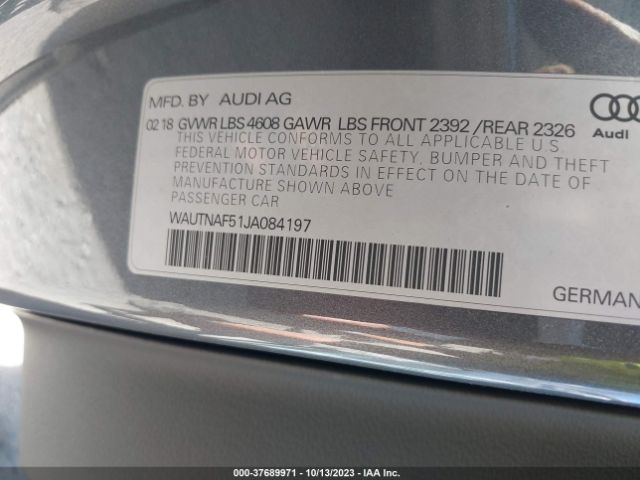 MFD. BY AUDI AG
02 18 GVWR LBS 4608 GAWR LBS FRONT 2392 /REAR 2326
Audi
THIS VEHICLE CONFORMS TO ALL APPLICABLE U.S.
FEDERAL MOTOR VEHICLE SAFETY, BUMPER AND THEFT
PREVENTION STANDARDS IN EFFECT ON THE DATE OF
MANUFACTURE SHOWN ABOVE
PASSENGER CAR
WAUTNAF51JA084197
GERMAN
000-37689971 - 10/13/2023 - IAA Inc.